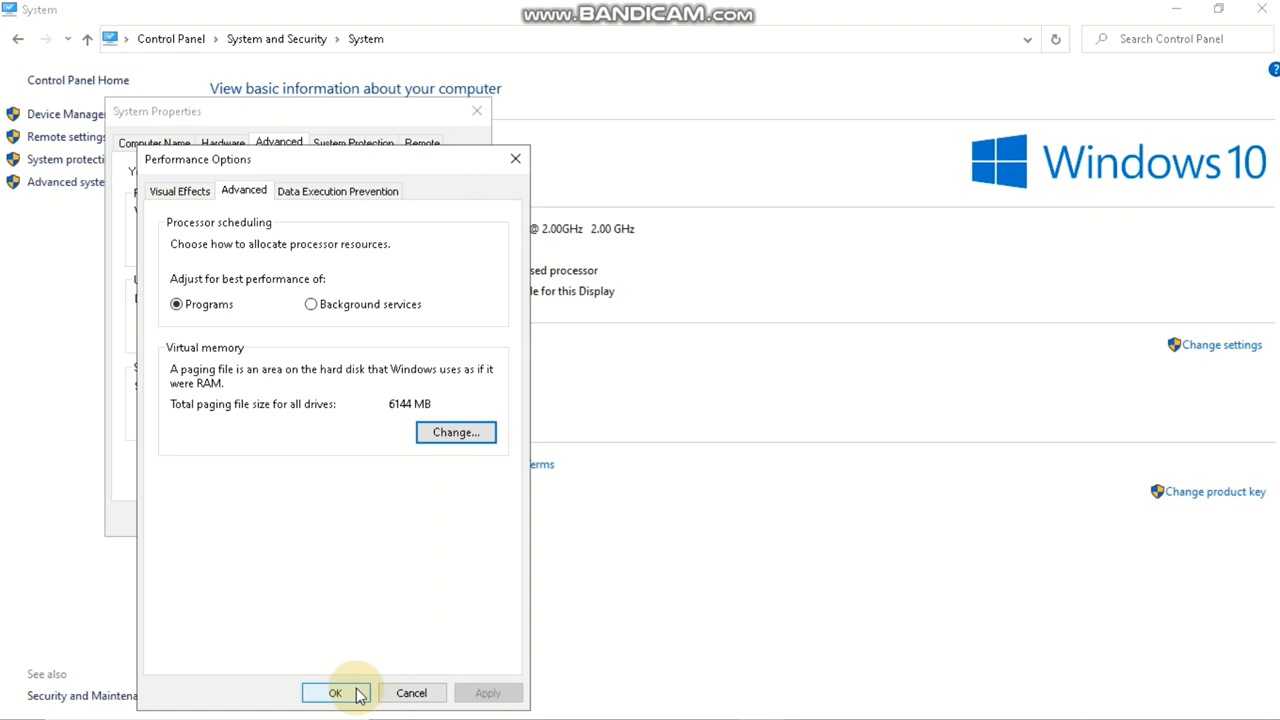 System
www.BANDICAM.com
Control Panel
System and Security
System
Search Control Panel
Control Panel Home
View basic information about your computer
Device Manage
Remote settings
System protecti
Advanced syste
System Properties
Computer Name
Hardware
Advanced
System Protection
Remote
Performance Options
Visual Effects
Advanced
Data Execution Prevention
Processor scheduling
Choose how to allocate processor resources.
Adjust for best performance of:
Programs
Background services
Virtual memory
A paging file is an area on the hard disk that Windows uses as if it
were RAM.
Total paging file size for all drives:
6144 MB
Change...
OK
Cancel
Apply
Windows 10
@ 2.00GHz 2.00 GHz
sed processor
le for this Display
Change settings
erms
Change product key
See also
Security and Maintena